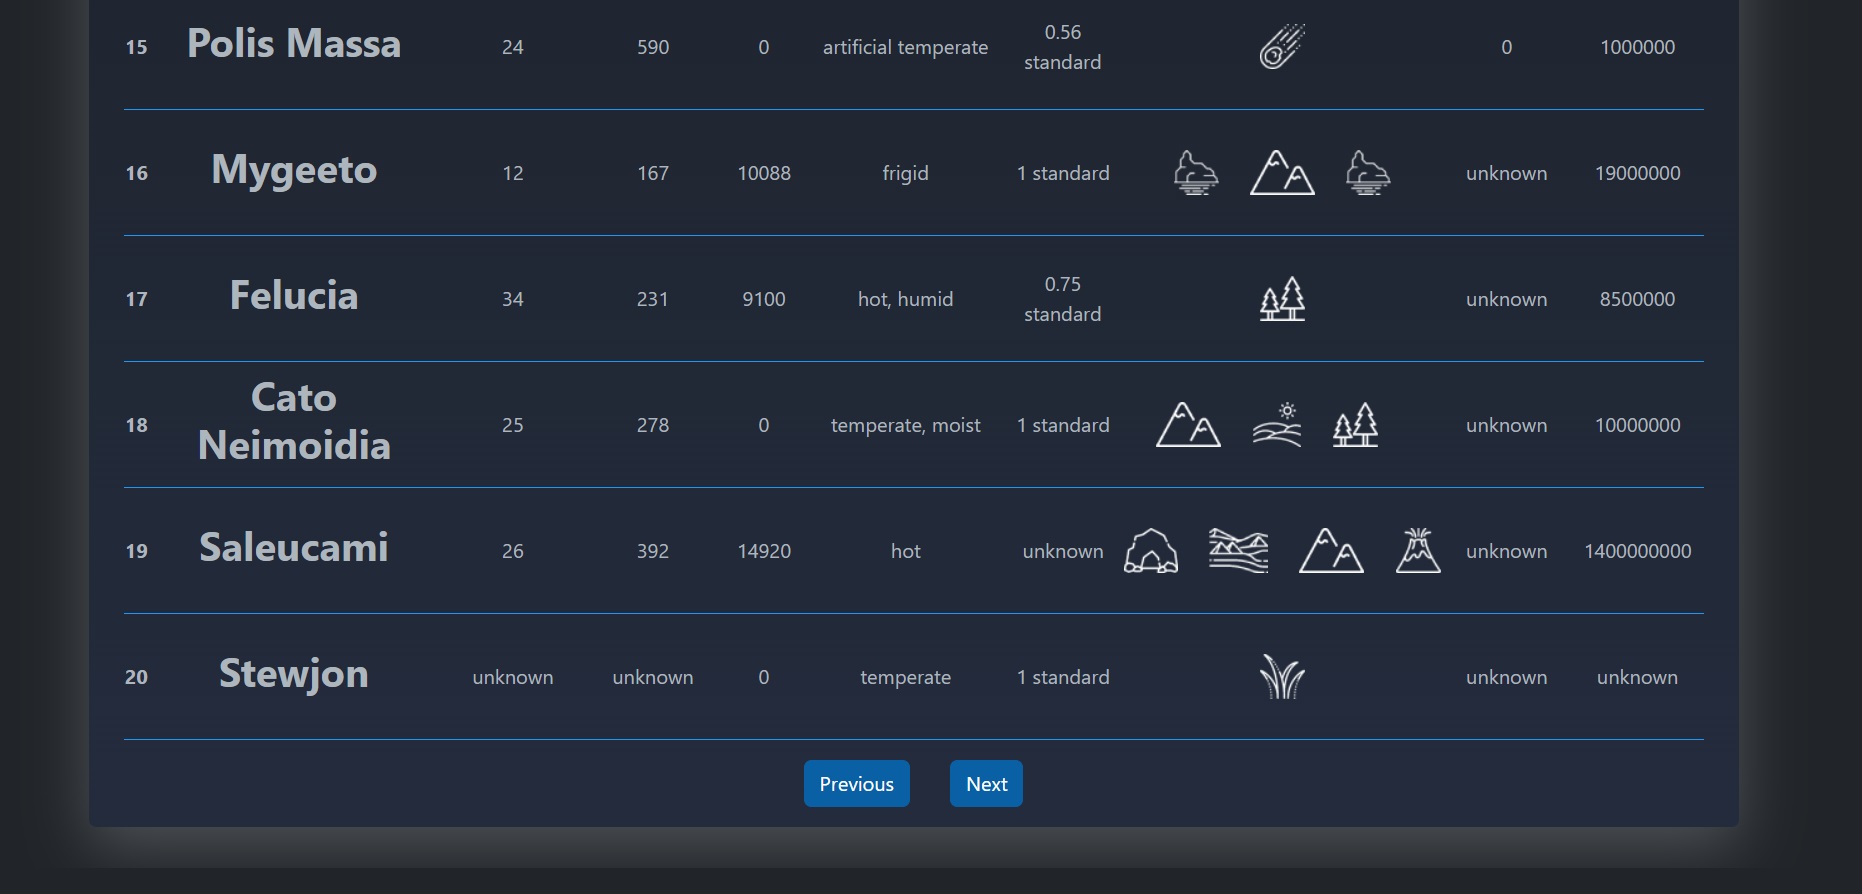 15 Polis Massa 24 590 0 artificial temperate 0.56 standard 0 1000000
16 Mygeeto 12 167 10088 frigid 1 standard unknown 19000000
17 Felucia 34 231 9100 hot, humid 0.75 standard unknown 8500000
18 Cato Neimoidia 25 278 0 temperate, moist 1 standard unknown 10000000
19 Saleucami 26 392 14920 hot unknown unknown 1400000000
20 Stewjon unknown unknown 0 temperate 1 standard unknown unknown
Previous Next